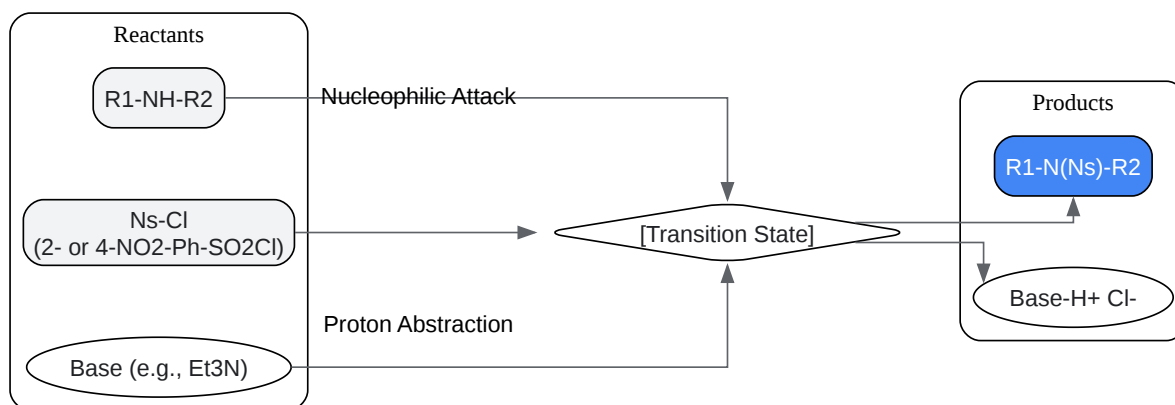 Reactants
R1-NH-R2
Nucleophilic Attack
Products
R1-N(Ns)-R2
Ns-Cl
(2- or 4-NO2-Ph-SO2Cl)
[Transition State]
Base-H+ Cl-
Proton Abstraction
Base (e.g., Et3N)